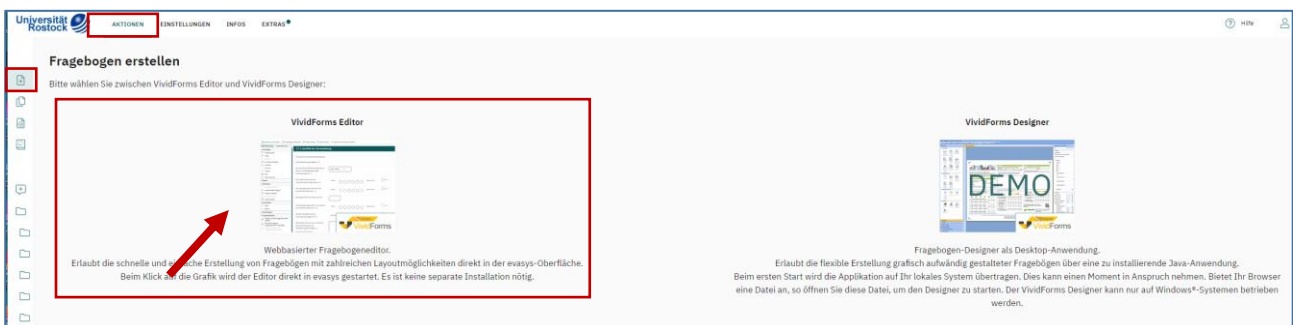 Universität
Rostock
AKTIONEN EINSTELLUNGEN INFOS EXTRAS
Hilfe
Fragebogen erstellen
Bitte wählen Sie zwischen VividForms Editor und VividForms Designer:
VividForms Editor
VividForms
Webbasierter Fragebogeneditor.
Erlaubt die schnelle und einfache Erstellung von Fragebögen mit zahlreichen Layoutmöglichkeiten direkt in der evasys-Oberfläche.
Beim Klick auf die Grafik wird der Editor direkt in evasys gestartet. Es ist keine separate Installation nötig.
VividForms Designer
DEMO
VividForms
Fragebogen-Designer als Desktop-Anwendung.
Erlaubt die flexible Erstellung grafisch aufwändig gestalteter Fragebögen über eine zu installierende Java-Anwendung.
Beim ersten Start wird die Applikation auf Ihr lokales System übertragen. Dies kann einen Moment in Anspruch nehmen. Bietet Ihr Browser
eine Datei an, so öffnen Sie diese Datei, um den Designer zu starten. Der VividForms Designer kann nur auf Windows®-Systemen betrieben
werden.